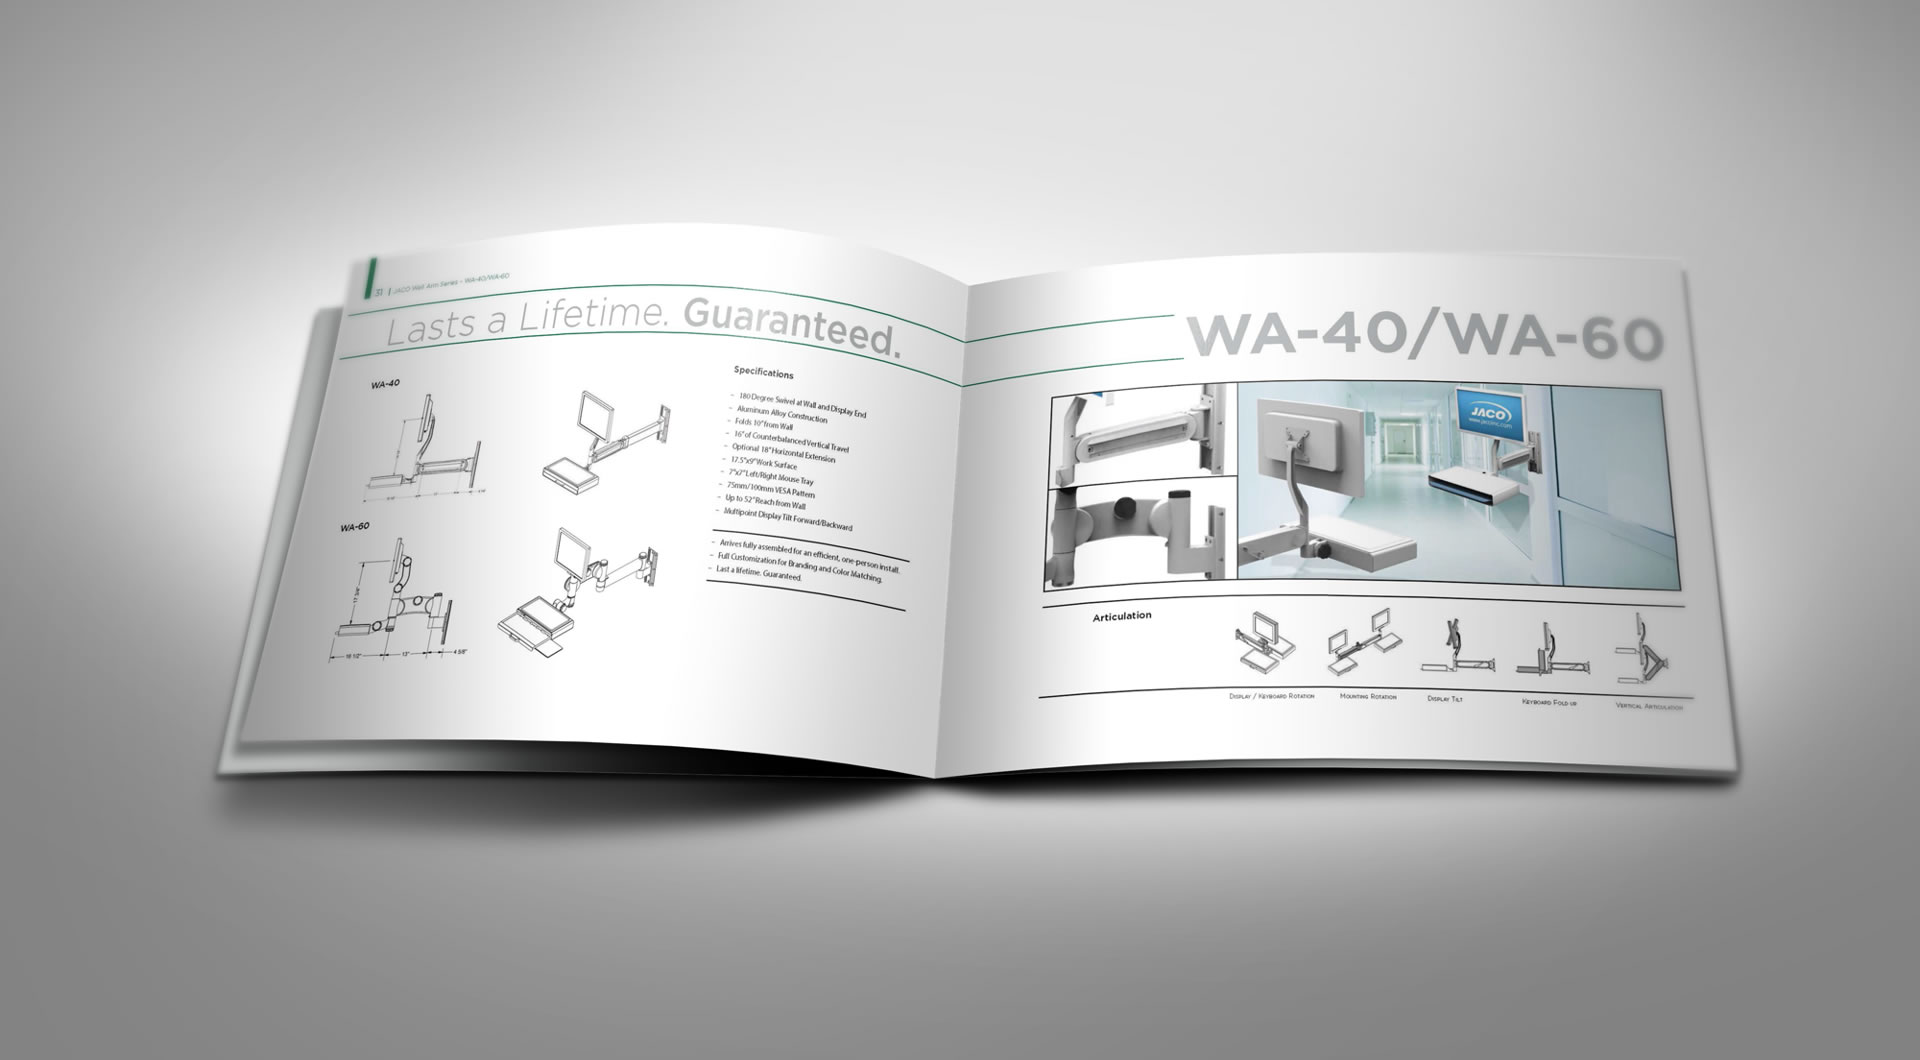 31 | JACO Wall Arm Series – WA-40/WA-60
Lasts a Lifetime. Guaranteed.
WA-40
WA-60
17 3/4"
16 1/2"
13"
4 5/8"
Specifications
– 180 Degree Swivel at Wall and Display End
– Aluminum Alloy Construction
– Folds 10" from Wall
– 16" of Counterbalanced Vertical Travel
– Optional 18" Horizontal Extension
– 17.5"x9" Work Surface
– 7"x7" Left/Right Mouse Tray
– 75mm/100mm VESA Pattern
– Up to 52" Reach from Wall
– Multipoint Display Tilt Forward/Backward
– Arrives fully assembled for an efficient, one-person install.
– Full Customization for Branding and Color Matching.
– Last a lifetime. Guaranteed.
WA-40/WA-60
JACO
www.jacoinc.com
Articulation
Display / Keyboard Rotation
Mounting Rotation
Display Tilt
Keyboard Fold up
Vertical Articulation